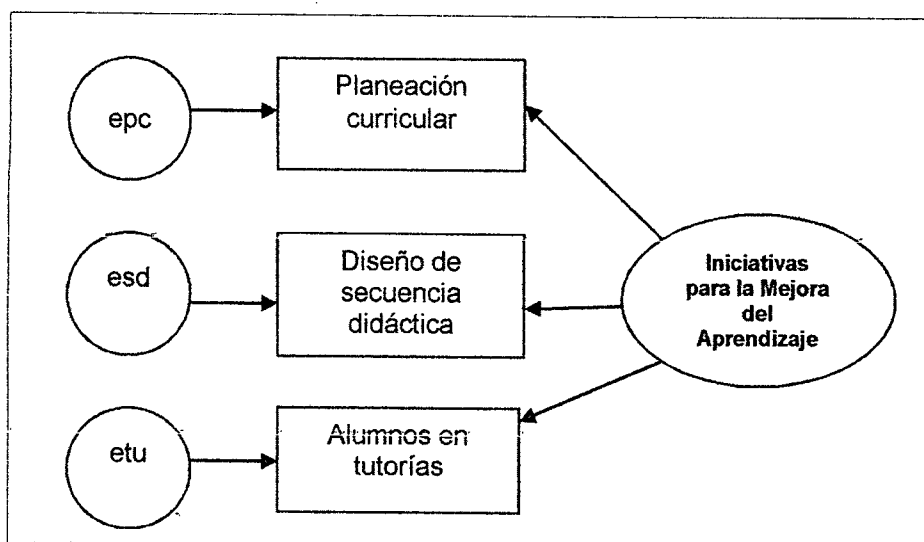 epc
Planeación
curricular
esd
Diseño de
secuencia
didáctica
Iniciativas
para la Mejora
del
Aprendizaje
etu
Alumnos en
tutorías